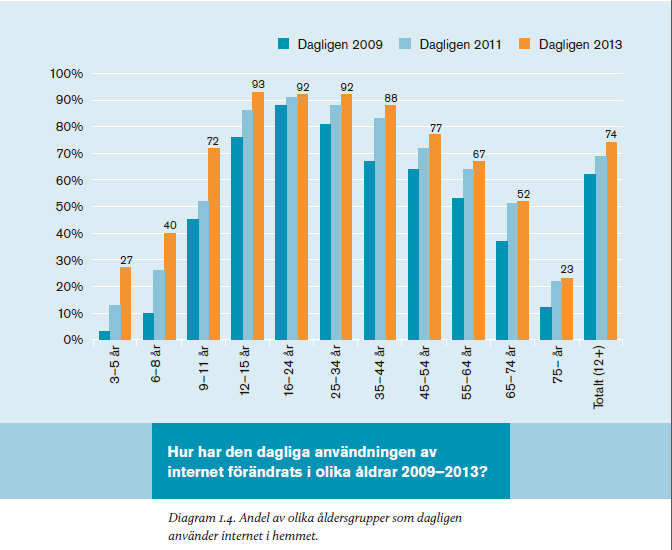 Dagligen 2009 Dagligen 2011 Dagligen 2013
100%
90%
80%
70%
60%
50%
40%
30%
20%
10%
0%
27
40
72
93
92
92
88
77
67
52
23
74
3–5 år
6–8 år
9–11 år
12–15 år
16–24 år
25–34 år
35–44 år
45–54 år
55–64 år
65–74 år
75– år
Totalt (12+)
Hur har den dagliga användningen av
internet förändrats i olika åldrar 2009–2013?
Diagram 1.4. Andel av olika åldersgrupper som dagligen
använder internet i hemmet.